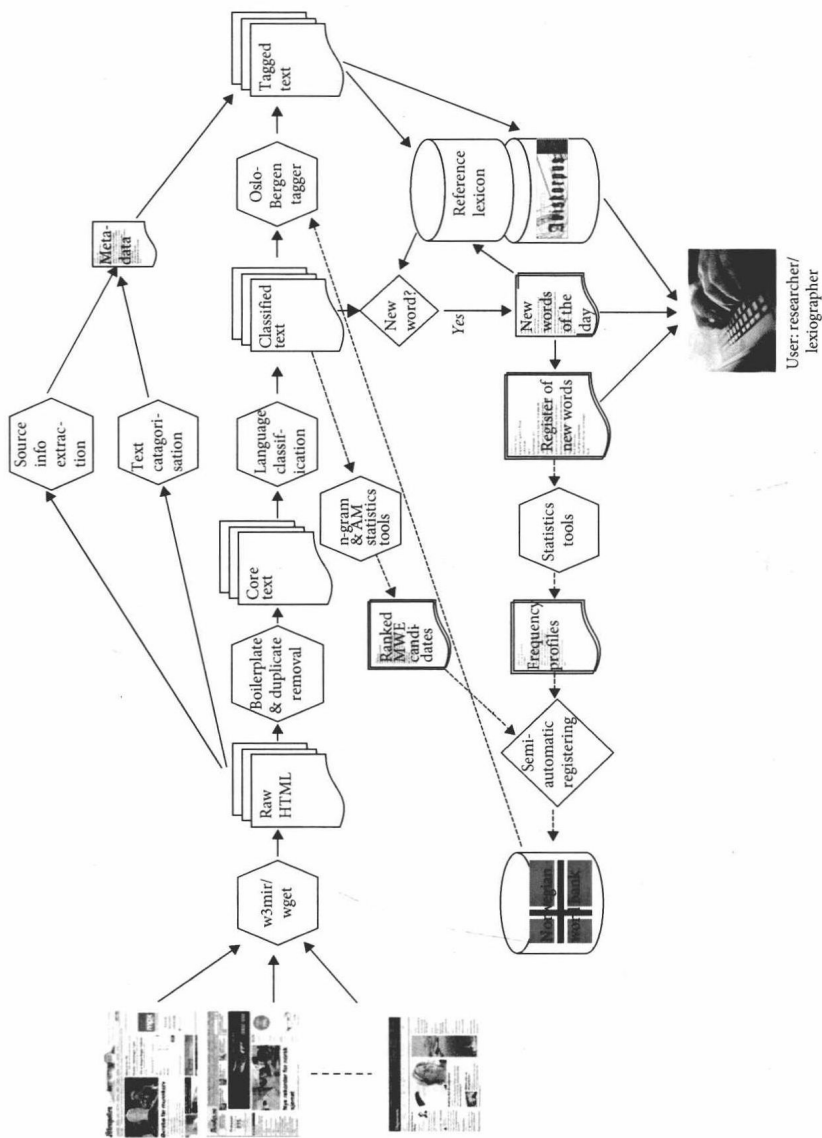 Source
info
extrac-
tion
Text
catagori-
sation
Meta-
data
w3mir/
wget
Raw
HTML
Boilerplate
& duplicate
removal
Core
text
Language
classif-
ication
Classified
text
Oslo-
Bergen
tagger
Tagged
text
n-gram
& AM
statistics
tools
Ranked
MWE
candi-
dates
New
word?
Yes
Reference
lexicon
New
words
of the
day
Register of
new words
Statistics
tools
Frequency
profiles
Semi-
automatic
registering
Norwegian
word bank
User: researcher/
lexiographer